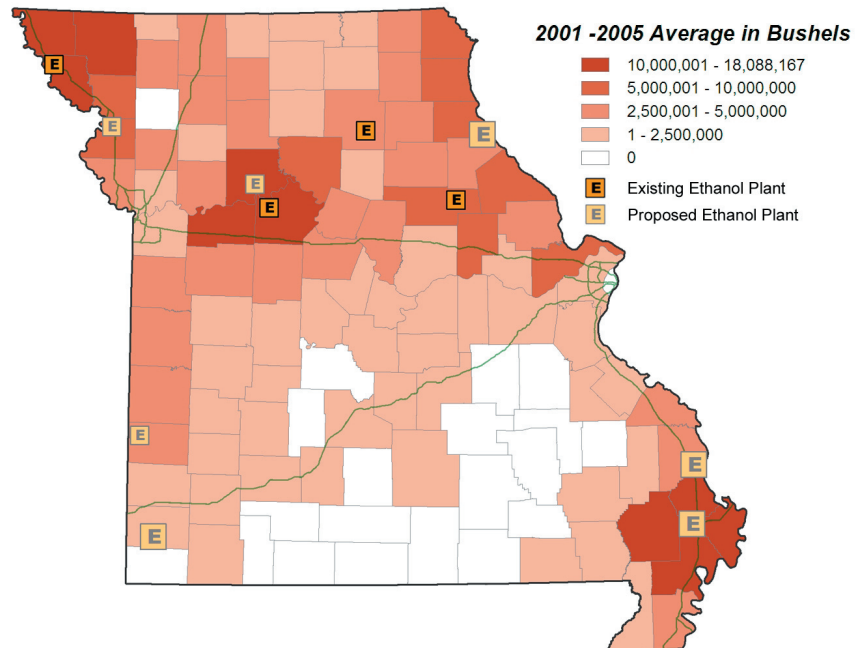 2001 -2005 Average in Bushels
10,000,001 - 18,088,167
5,000,001 - 10,000,000
2,500,001 - 5,000,000
1 - 2,500,000
0
E Existing Ethanol Plant
E Proposed Ethanol Plant
E
E
E
E
E
E
E
E
E
E
E